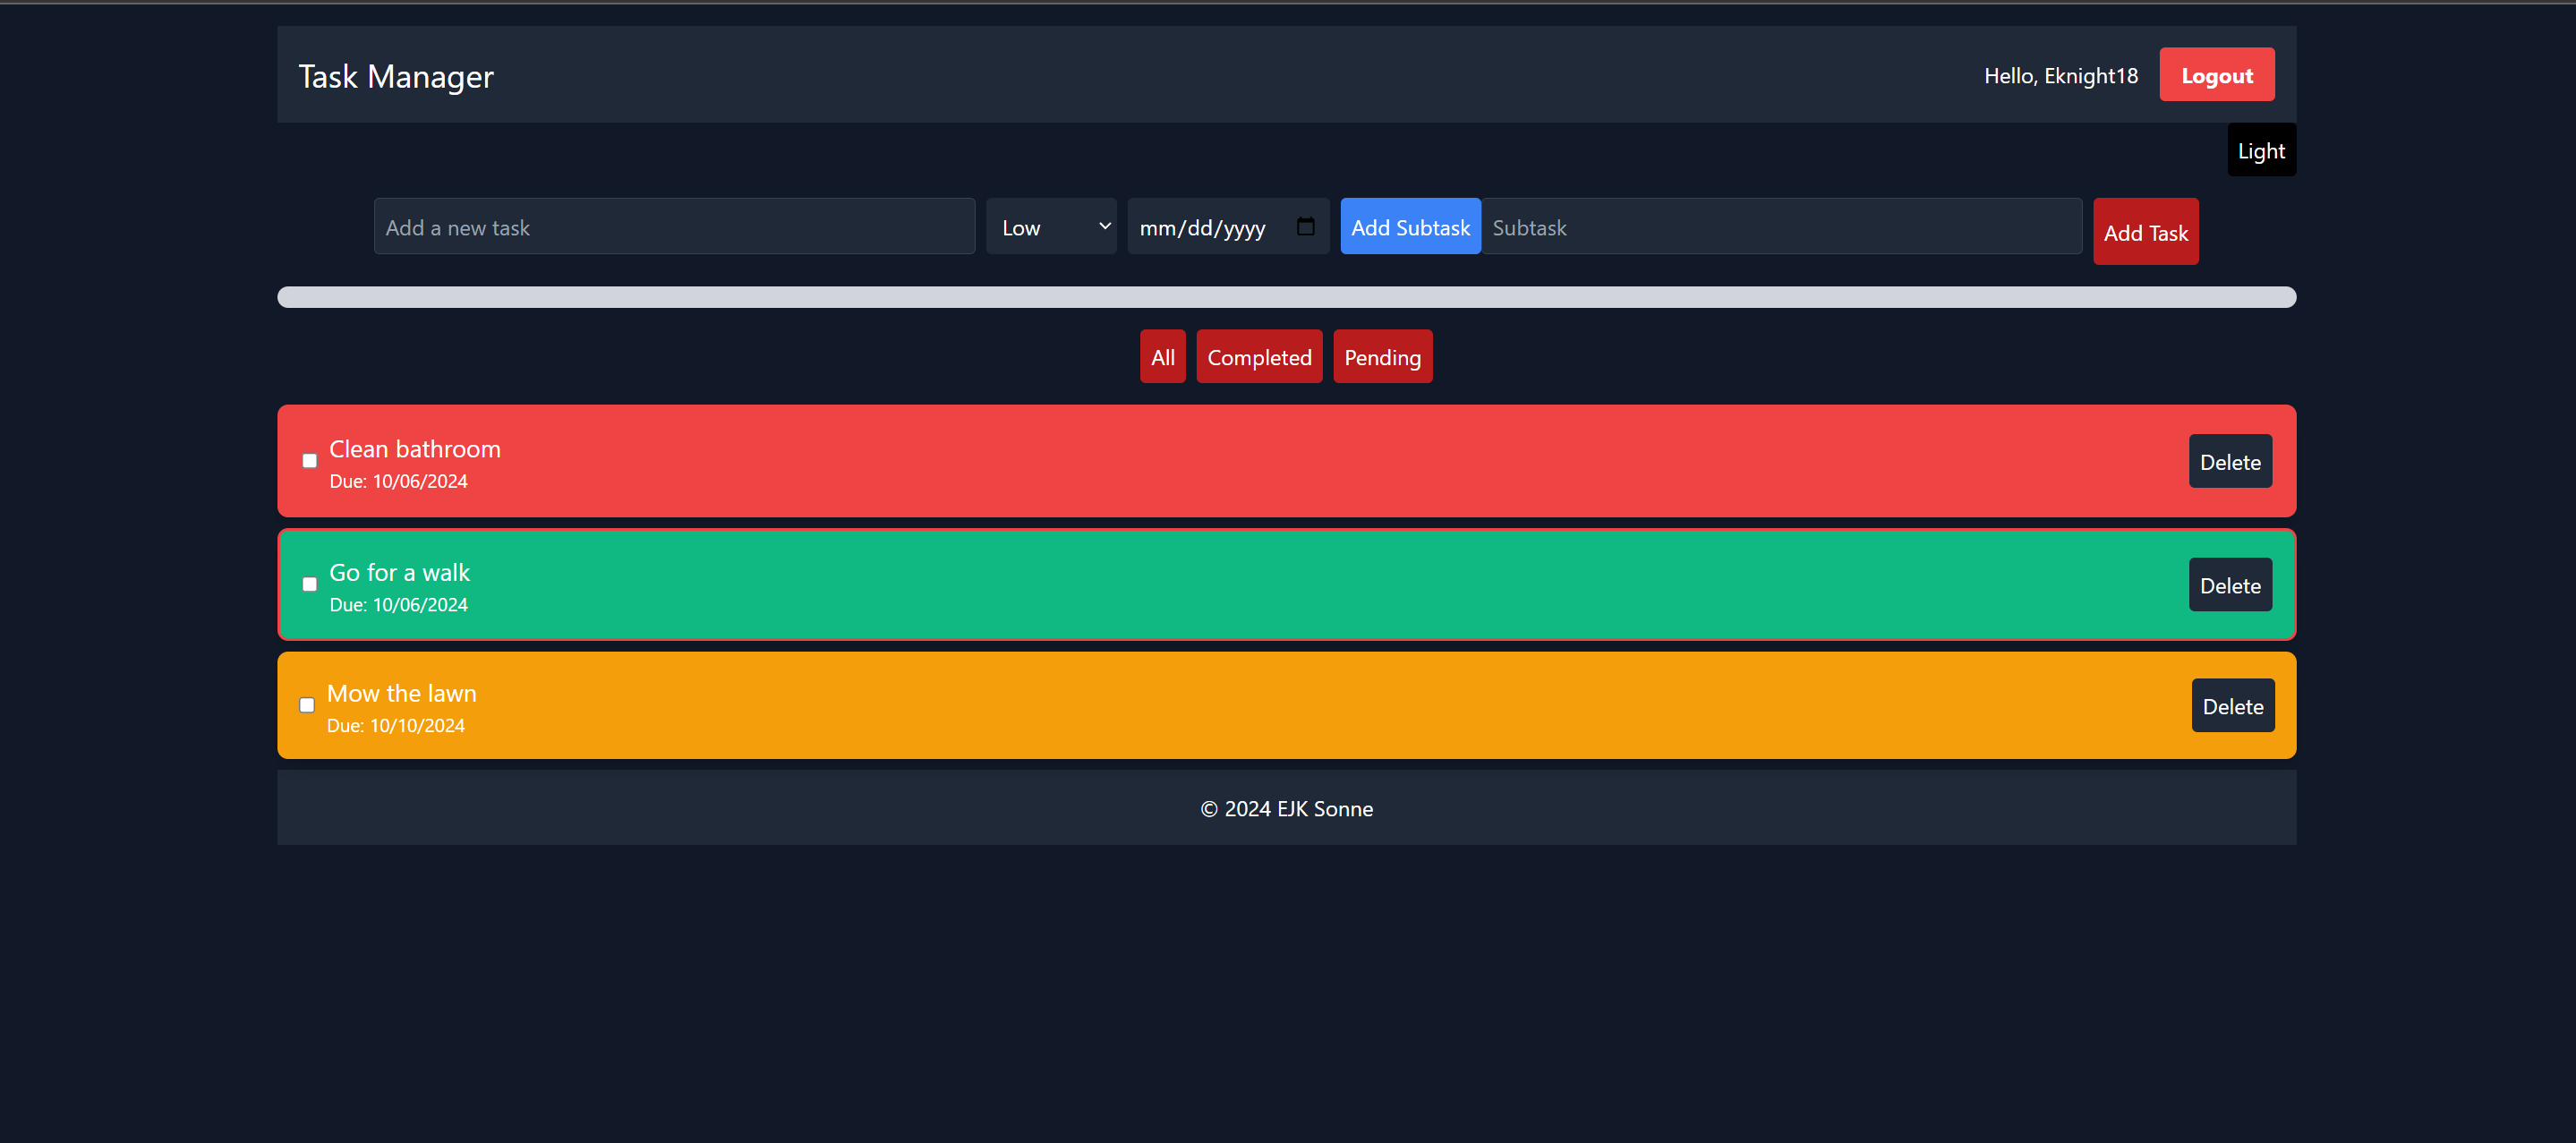 Task Manager
Hello, Eknight18 Logout
Light
Add a new task Low mm/dd/yyyy Add Subtask Subtask Add Task
All Completed Pending
Clean bathroom
Due: 10/06/2024
Delete
Go for a walk
Due: 10/06/2024
Delete
Mow the lawn
Due: 10/10/2024
Delete
© 2024 EJK Sonne